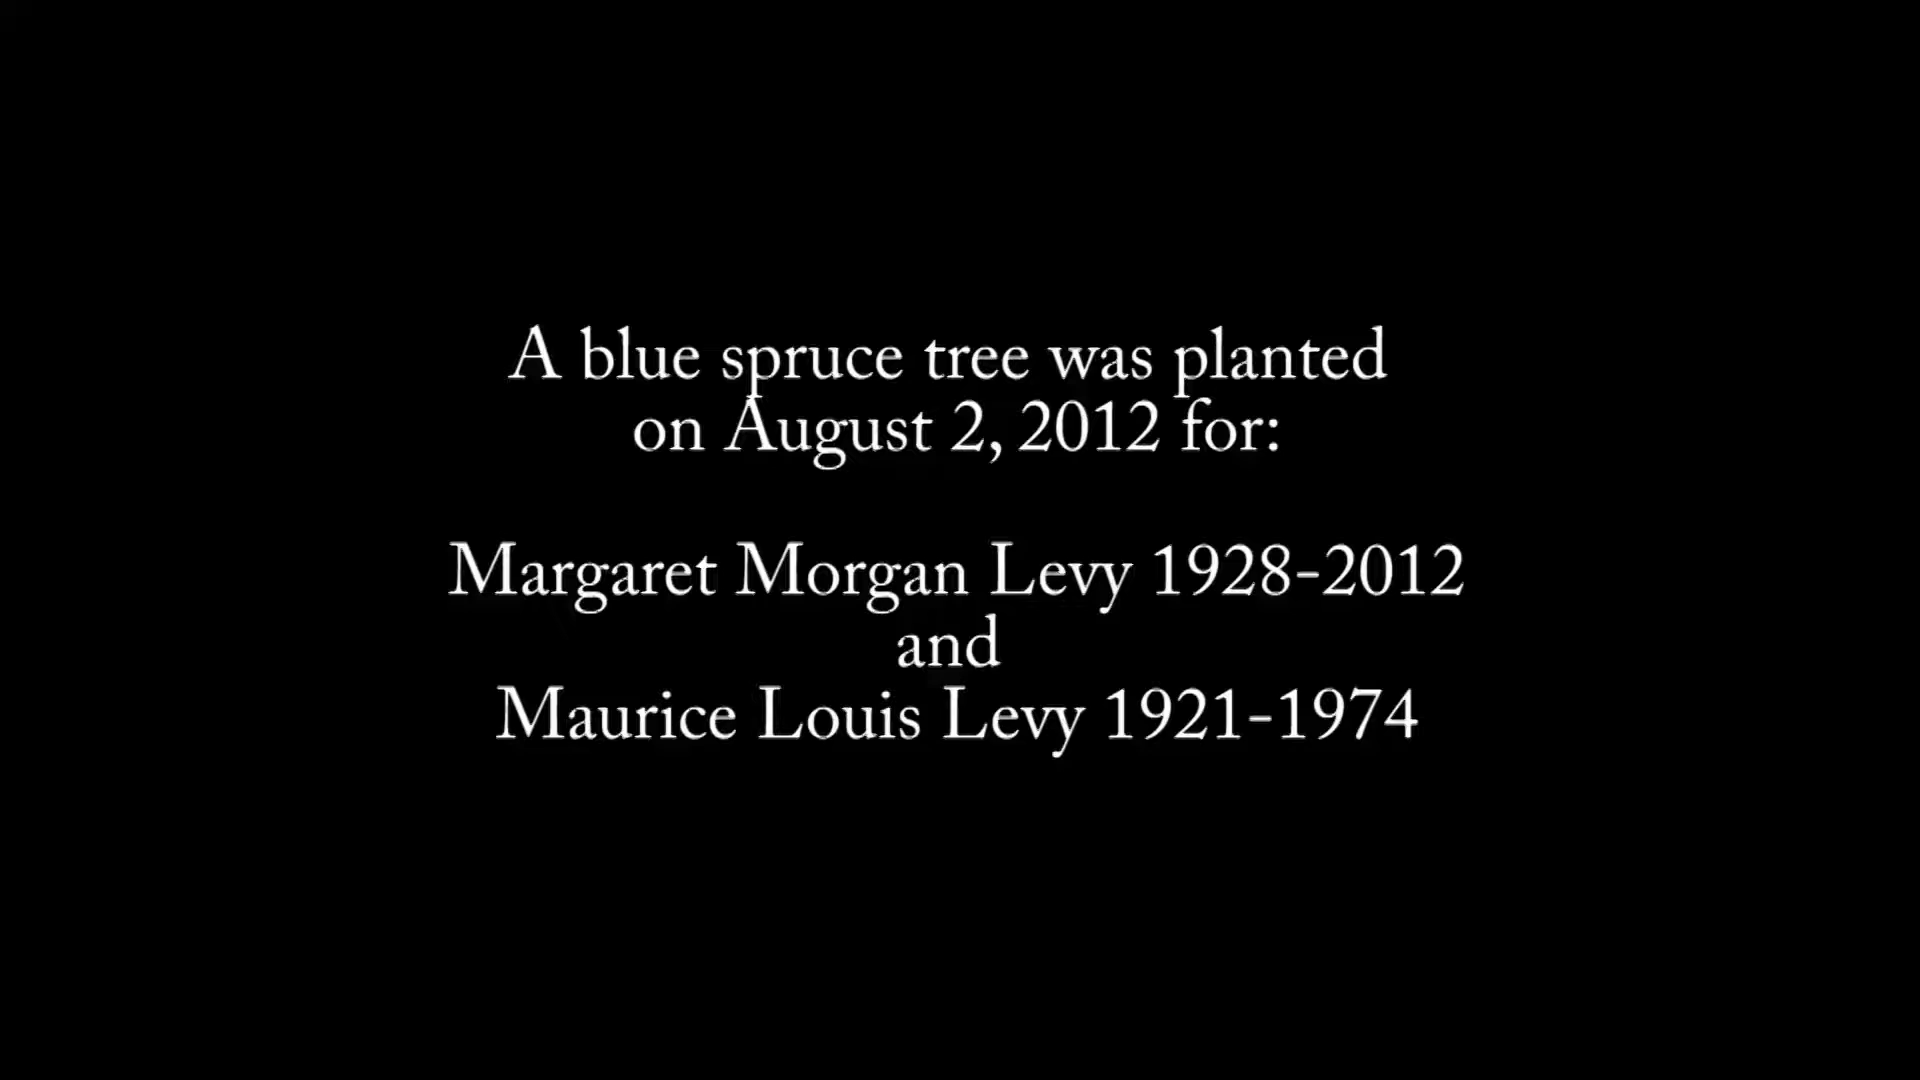 A blue spruce tree was planted
on August 2, 2012 for:
Margaret Morgan Levy 1928-2012
and
Maurice Louis Levy 1921-1974